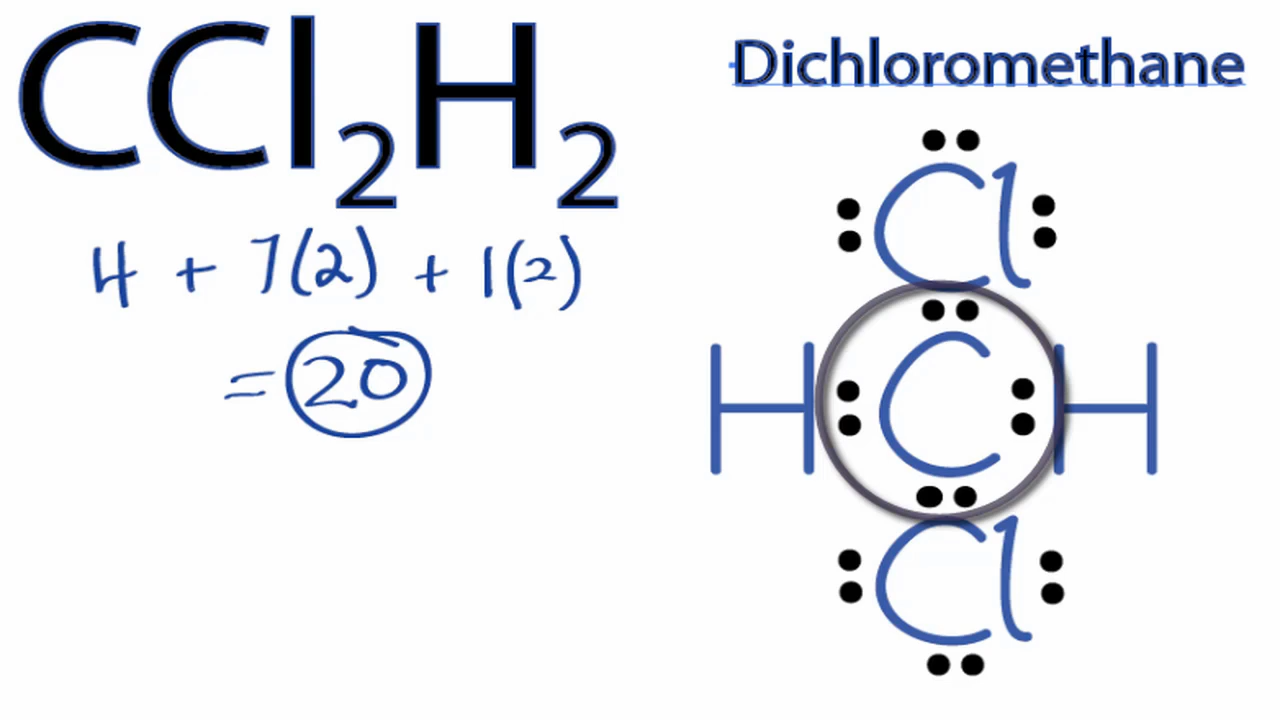 CCl₂H₂
4 + 7(2) + 1(2)
= 20
Dichloromethane
Cl
H C H
Cl